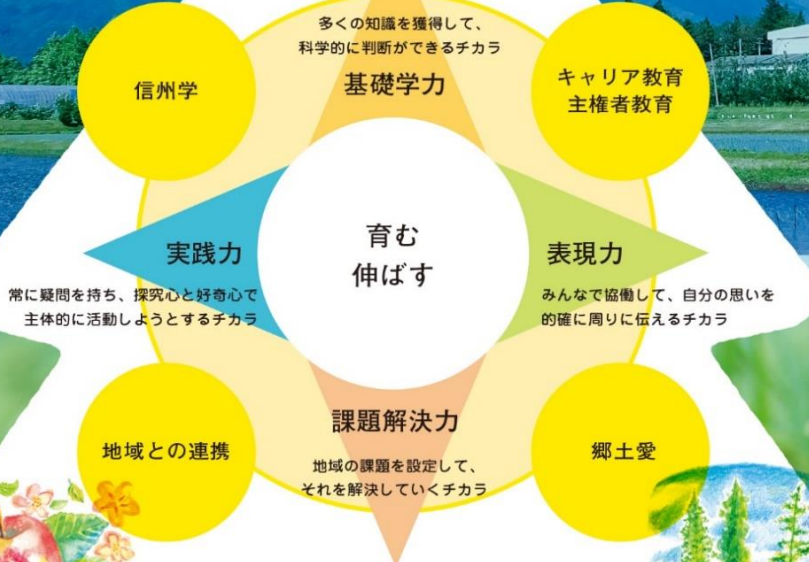 多くの知識を獲得して、
科学的に判断ができるチカラ
基礎学力
信州学
キャリア教育
主権者教育
育む
伸ばす
実践力
常に疑問を持ち、探究心と好奇心で
主体的に活動しようとするチカラ
表現力
みんなで協働して、自分の思いを
的確に周りに伝えるチカラ
課題解決力
地域の課題を設定して、
それを解決していくチカラ
地域との連携
郷土愛